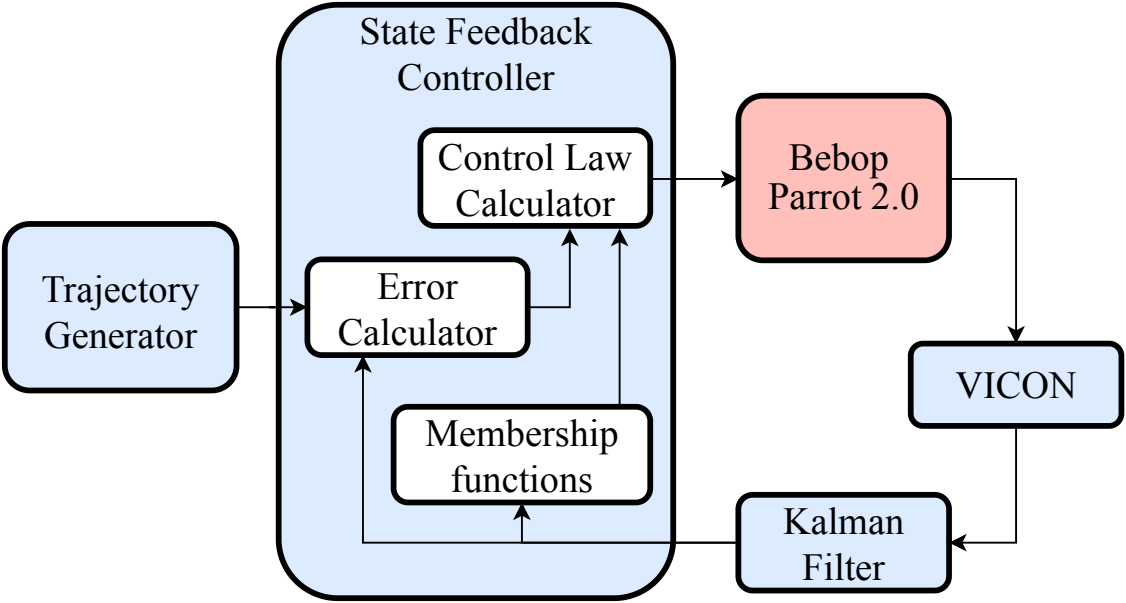 State Feedback
Controller
Control Law
Calculator
Bebop
Parrot 2.0
Trajectory
Generator
Error
Calculator
VICON
Membership
functions
Kalman
Filter